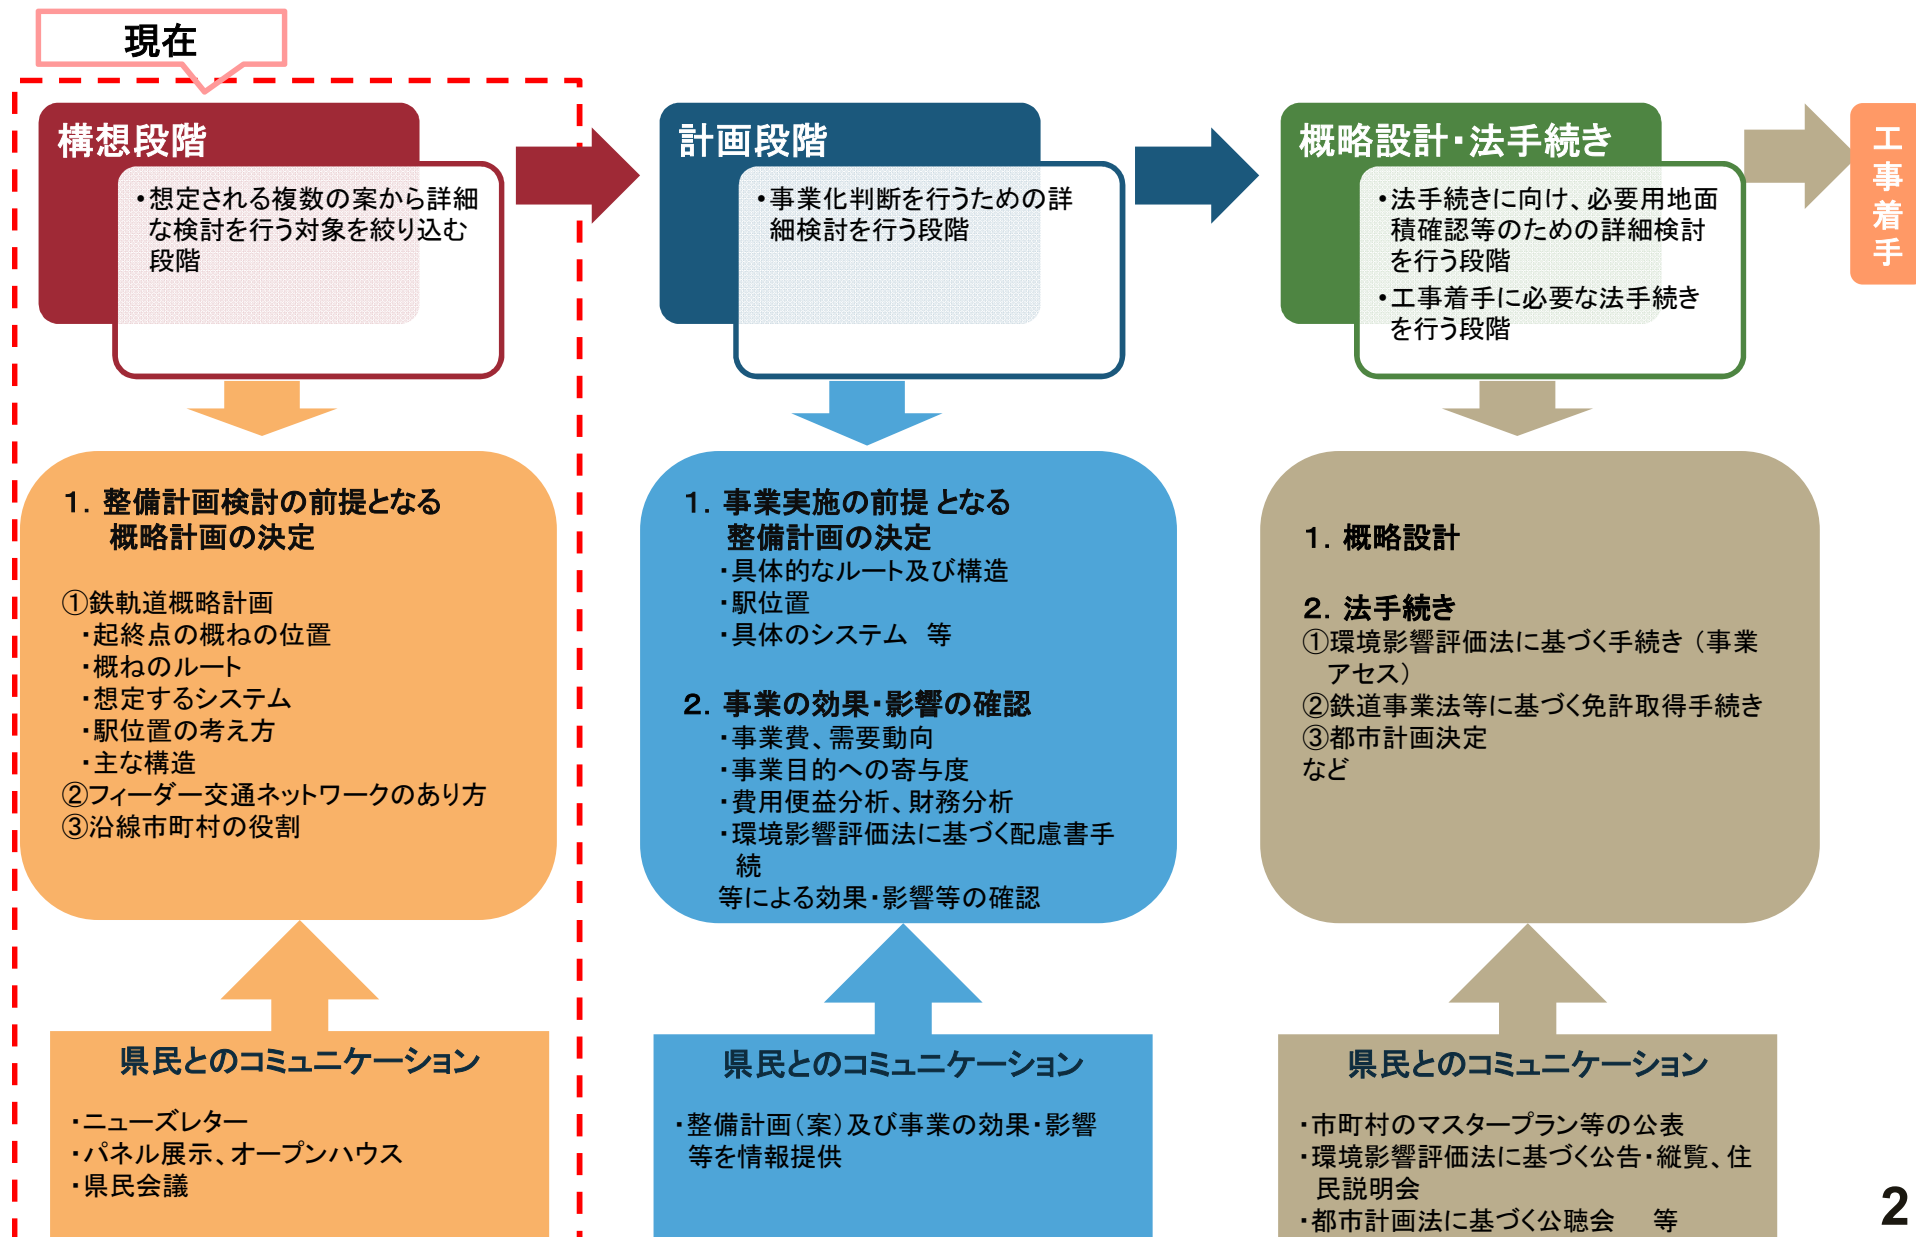 現在
構想段階
・想定される複数の案から詳細
な検討を行う対象を絞り込む
段階
計画段階
・事業化判断を行うための詳
細検討を行う段階
概略設計・法手続き
・法手続きに向け、必要用地面
積確認等のための詳細検討
を行う段階
・工事着手に必要な法手続き
を行う段階
工事着手
1．整備計画検討の前提となる
概略計画の決定
①鉄軌道概略計画
・起終点の概ねの位置
・概ねのルート
・想定するシステム
・駅位置の考え方
・主な構造
②フィーダー交通ネットワークのあり方
③沿線市町村の役割
1．事業実施の前提 となる
整備計画の決定
・具体的なルート及び構造
・駅位置
・具体のシステム　等
2．事業の効果・影響の確認
・事業費、需要動向
・事業目的への寄与度
・費用便益分析、財務分析
・環境影響評価法に基づく配慮書手
続
等による効果・影響等の確認
1．概略設計
2．法手続き
①環境影響評価法に基づく手続き（事業
アセス）
②鉄道事業法等に基づく免許取得手続き
③都市計画決定
など
県民とのコミュニケーション
・ニューズレター
・パネル展示、オープンハウス
・県民会議
県民とのコミュニケーション
・整備計画（案）及び事業の効果・影響
等を情報提供
県民とのコミュニケーション
・市町村のマスタープラン等の公表
・環境影響評価法に基づく公告・縦覧、住
民説明会
・都市計画法に基づく公聴会　等
2